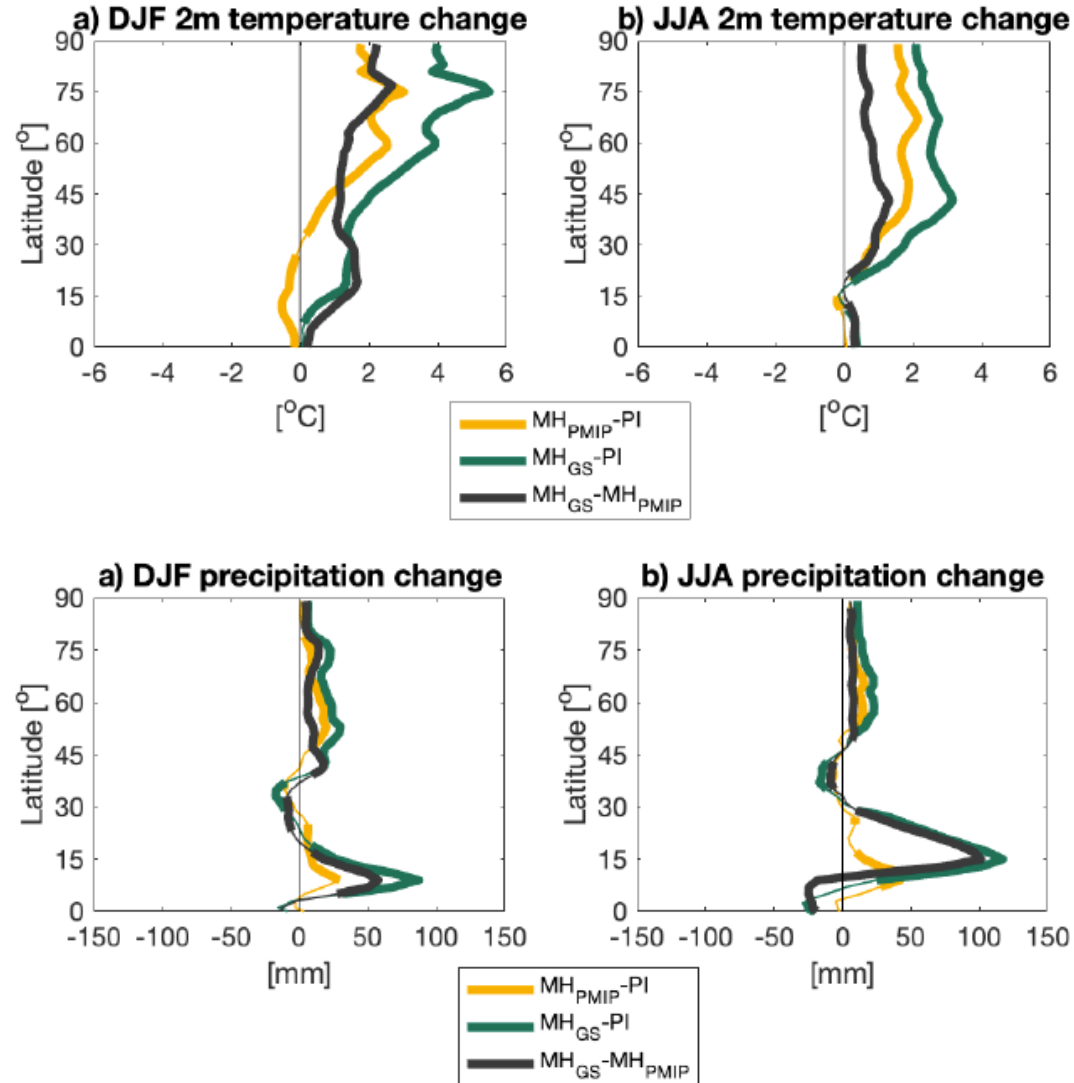 a) DJF 2m temperature change
b) JJA 2m temperature change
90
75
60
45
30
15
0
Latitude [o]
-6 -4 -2 0 2 4 6
[oC]
90
75
60
45
30
15
0
Latitude [o]
-6 -4 -2 0 2 4 6
[oC]
MHPMIP-PI
MHGS-PI
MHGS-MHPMIP
a) DJF precipitation change
b) JJA precipitation change
90
75
60
45
30
15
0
Latitude [o]
-150 -100 -50 0 50 100 150
[mm]
90
75
60
45
30
15
0
Latitude [o]
-150 -100 -50 0 50 100 150
[mm]
MHPMIP-PI
MHGS-PI
MHGS-MHPMIP